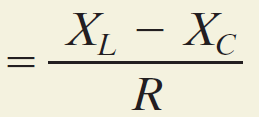 = X_L − X_C
R